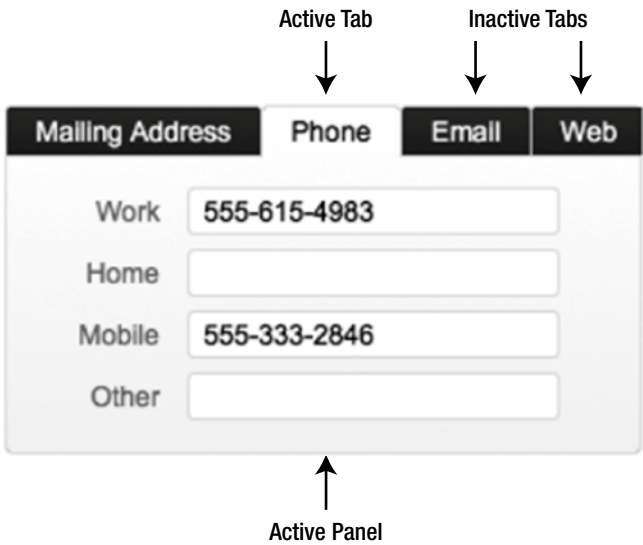 Active Tab Inactive Tabs
Mailing Address Phone Email Web
Work 555-615-4983
Home
Mobile 555-333-2846
Other
Active Panel